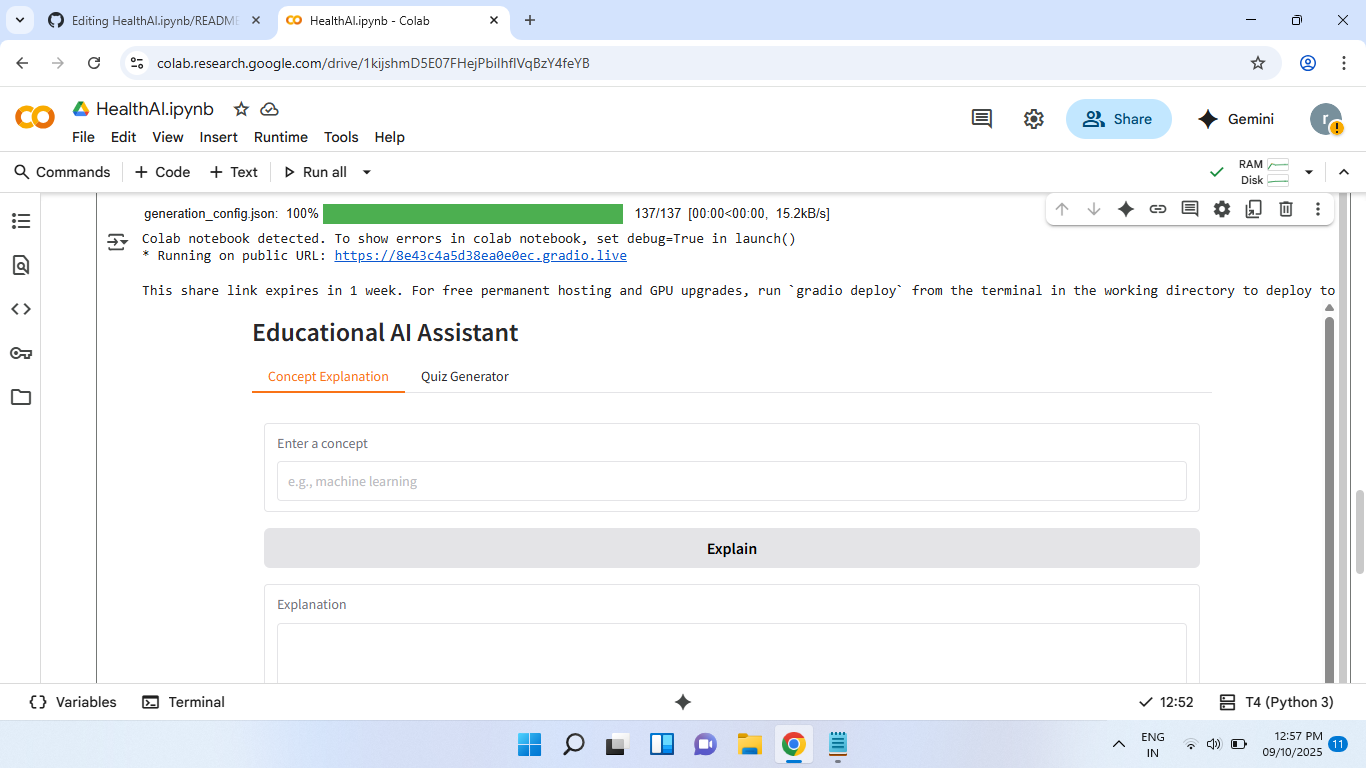 Editing HealthAI.ipynb/README
HealthAI.ipynb - Colab
colab.research.google.com/drive/1kijshmD5E07FHejPbiIhflVqBzY4feYB
HealthAI.ipynb
File Edit View Insert Runtime Tools Help
Share
Gemini
r
Commands + Code + Text Run all
RAM
Disk
generation_config.json: 100% 137/137 [00:00<00:00, 15.2kB/s]
Colab notebook detected. To show errors in colab notebook, set debug=True in launch()
* Running on public URL: https://8e43c4a5d38ea0e0ec.gradio.live
This share link expires in 1 week. For free permanent hosting and GPU upgrades, run `gradio deploy` from the terminal in the working directory to deploy to
Educational AI Assistant
Concept Explanation Quiz Generator
Enter a concept
e.g., machine learning
Explain
Explanation
Variables Terminal
12:52 T4 (Python 3)
ENG
IN
12:57 PM
09/10/2025
11